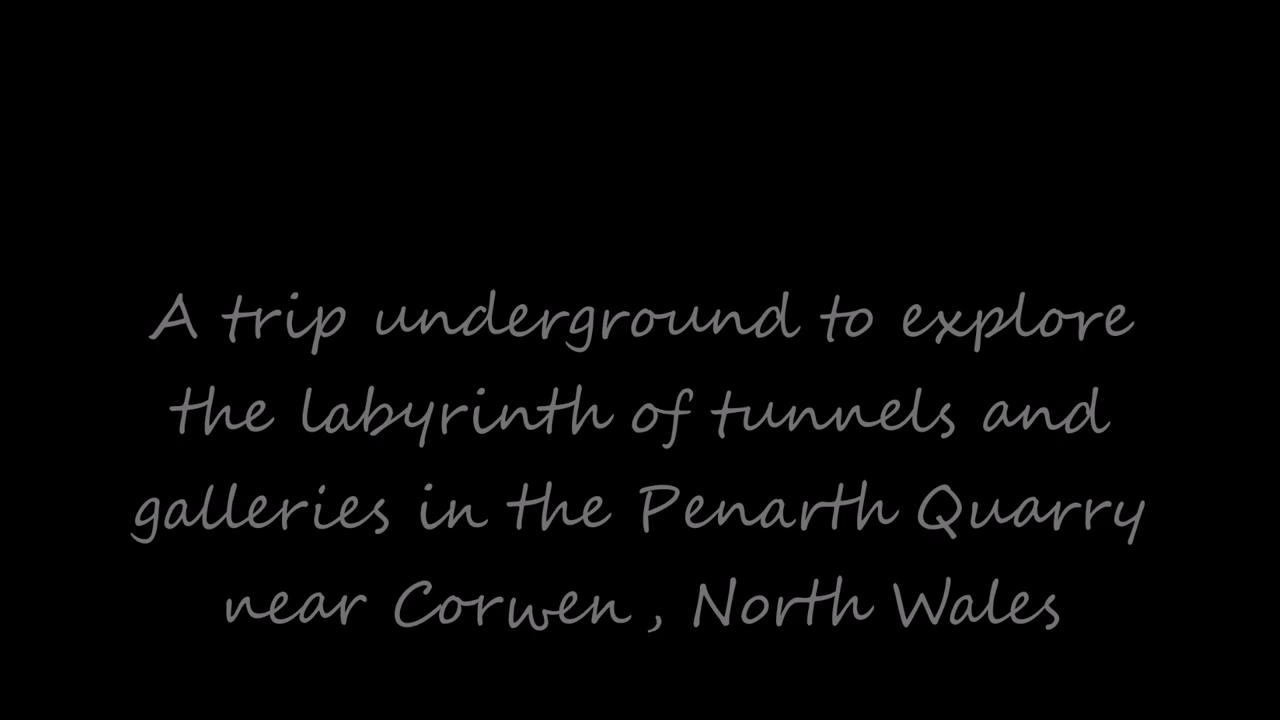 A trip underground to explore
the labyrinth of tunnels and
galleries in the Penarth Quarry
near Corwen , North Wales